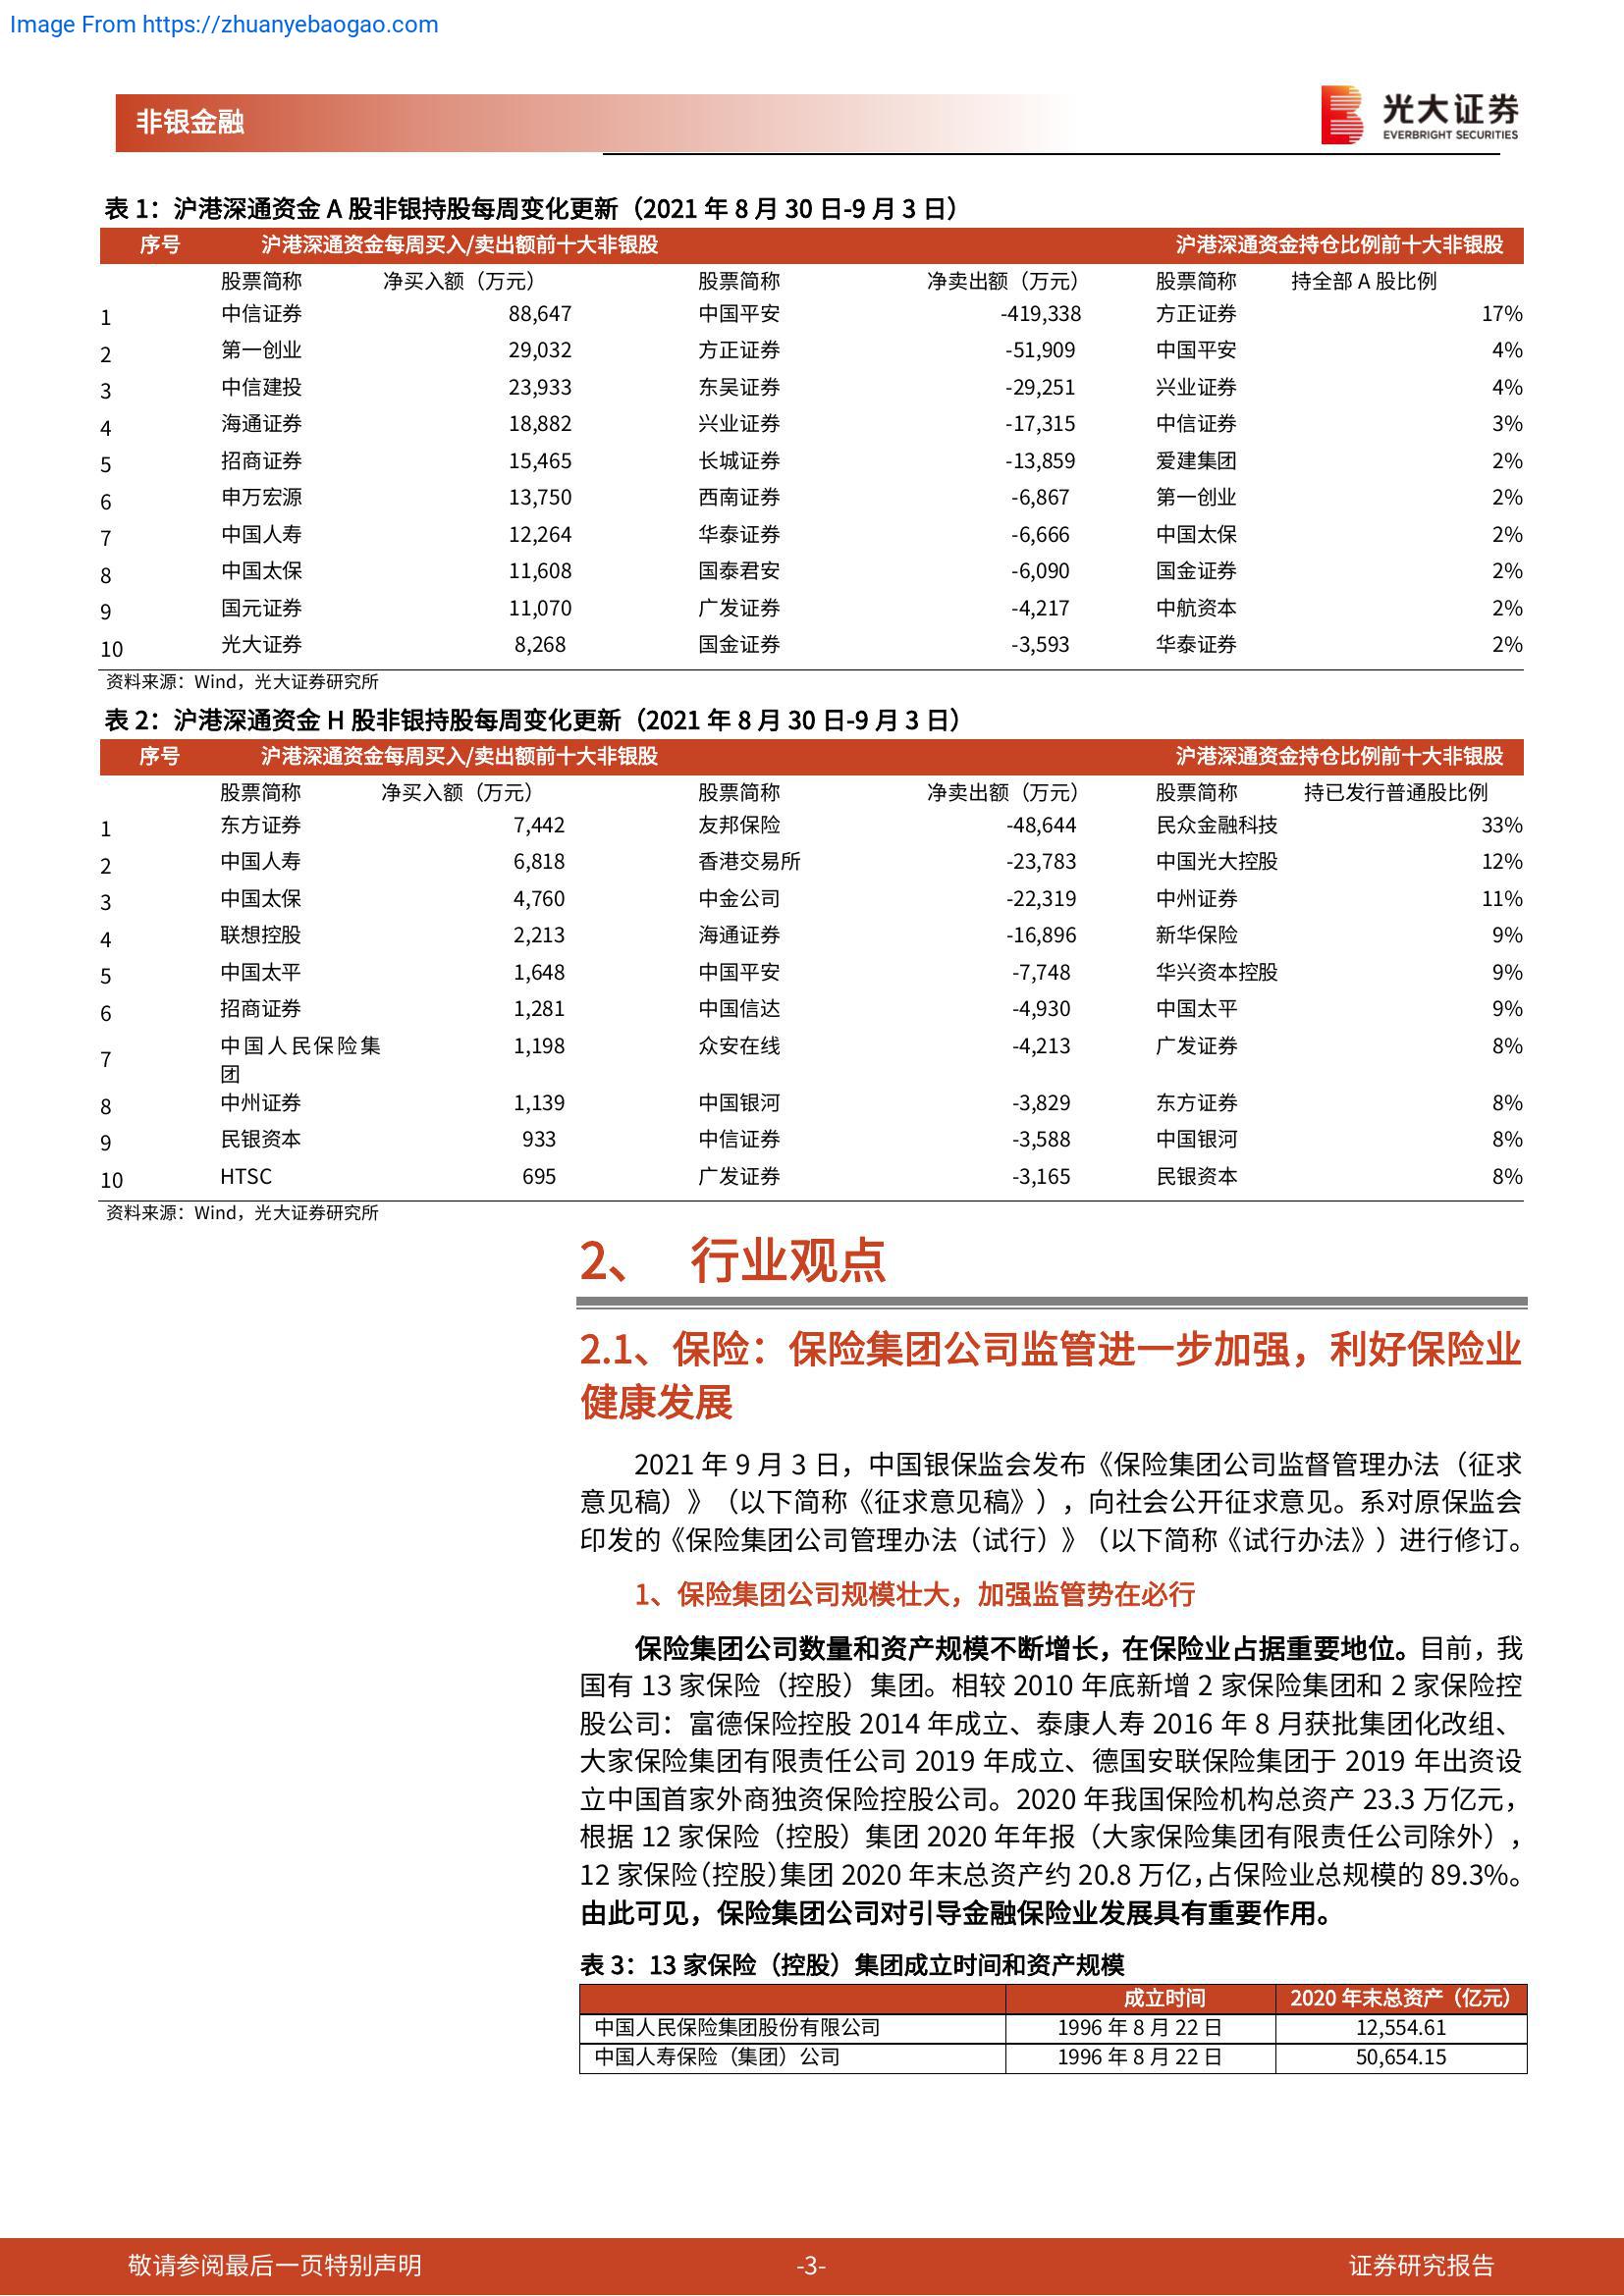 Image From https://zhuanyebaogao.com
非银金融
光大证券
EVERBRIGHT SECURITIES
表 1：沪港深通资金 A 股非银持股每周变化更新（2021 年 8 月 30 日-9 月 3 日）
序号 沪港深通资金每周买入/卖出额前十大非银股 沪港深通资金持仓比例前十大非银股
股票简称 净买入额（万元） 股票简称 净卖出额（万元） 股票简称 持全部 A 股比例
1 中信证券 88,647 中国平安 -419,338 方正证券 17%
2 第一创业 29,032 方正证券 -51,909 中国平安 4%
3 中信建投 23,933 东吴证券 -29,251 兴业证券 4%
4 海通证券 18,882 兴业证券 -17,315 中信证券 3%
5 招商证券 15,465 长城证券 -13,859 爱建集团 2%
6 申万宏源 13,750 西南证券 -6,867 第一创业 2%
7 中国人寿 12,264 华泰证券 -6,666 中国太保 2%
8 中国太保 11,608 国泰君安 -6,090 国金证券 2%
9 国元证券 11,070 广发证券 -4,217 中航资本 2%
10 光大证券 8,268 国金证券 -3,593 华泰证券 2%
资料来源：Wind，光大证券研究所
表 2：沪港深通资金 H 股非银持股每周变化更新（2021 年 8 月 30 日-9 月 3 日）
序号 沪港深通资金每周买入/卖出额前十大非银股 沪港深通资金持仓比例前十大非银股
股票简称 净买入额（万元） 股票简称 净卖出额（万元） 股票简称 持已发行普通股比例
1 东方证券 7,442 友邦保险 -48,644 民众金融科技 33%
2 中国人寿 6,818 香港交易所 -23,783 中国光大控股 12%
3 中国太保 4,760 中金公司 -22,319 中州证券 11%
4 联想控股 2,213 海通证券 -16,896 新华保险 9%
5 中国太平 1,648 中国平安 -7,748 华兴资本控股 9%
6 招商证券 1,281 中国信达 -4,930 中国太平 9%
7 中国人民保险集 1,198 众安在线 -4,213 广发证券 8%
团
8 中州证券 1,139 中国银河 -3,829 东方证券 8%
9 民银资本 933 中信证券 -3,588 中国银河 8%
10 HTSC 695 广发证券 -3,165 民银资本 8%
资料来源：Wind，光大证券研究所
2、 行业观点
2.1、保险：保险集团公司监管进一步加强，利好保险业
健康发展
2021 年 9 月 3 日，中国银保监会发布《保险集团公司监督管理办法（征求
意见稿）》（以下简称《征求意见稿》），向社会公开征求意见。系对原保监会
印发的《保险集团公司管理办法（试行）》（以下简称《试行办法》）进行修订。
1、保险集团公司规模壮大，加强监管势在必行
保险集团公司数量和资产规模不断增长，在保险业占据重要地位。目前，我
国有 13 家保险（控股）集团。相较 2010 年底新增 2 家保险集团和 2 家保险控
股公司：富德保险控股 2014 年成立、泰康人寿 2016 年 8 月获批集团化改组、
大家保险集团有限责任公司 2019 年成立、德国安联保险集团于 2019 年出资设
立中国首家外商独资保险控股公司。2020 年我国保险机构总资产 23.3 万亿元，
根据 12 家保险（控股）集团 2020 年年报（大家保险集团有限责任公司除外），
12 家保险（控股）集团 2020 年末总资产约 20.8 万亿，占保险业总规模的 89.3%。
由此可见，保险集团公司对引导金融保险业发展具有重要作用。
表 3：13 家保险（控股）集团成立时间和资产规模
成立时间 2020 年末总资产（亿元）
中国人民保险集团股份有限公司 1996 年 8 月 22 日 12,554.61
中国人寿保险（集团）公司 1996 年 8 月 22 日 50,654.15
敬请参阅最后一页特别声明 -3- 证券研究报告